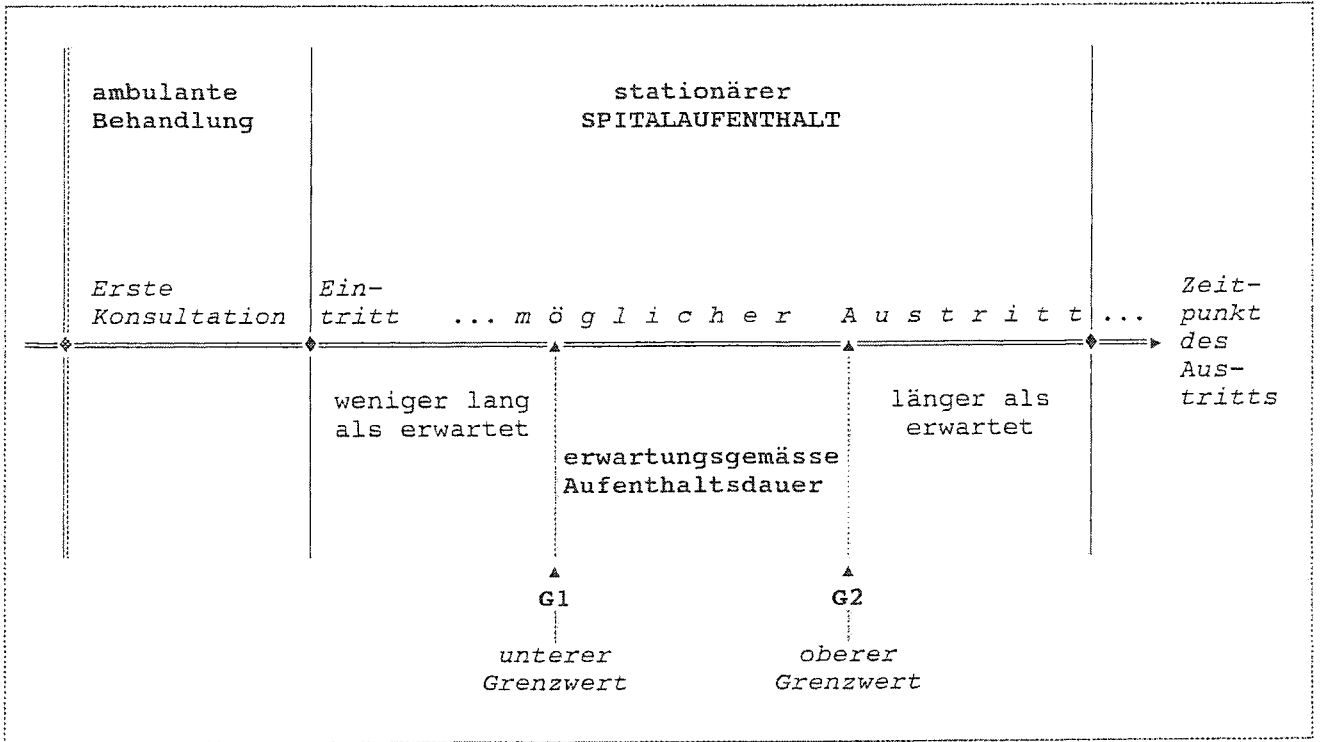 ambulante
Behandlung
stationärer
SPITALAUFENTHALT
Erste
Konsultation
Ein-
tritt
... möglicher Austritt ...
Zeit-
punkt
des
Aus-
tritts
weniger lang
als erwartet
länger als
erwartet
erwartungsgemässe
Aufenthaltsdauer
G1
G2
unterer
Grenzwert
oberer
Grenzwert